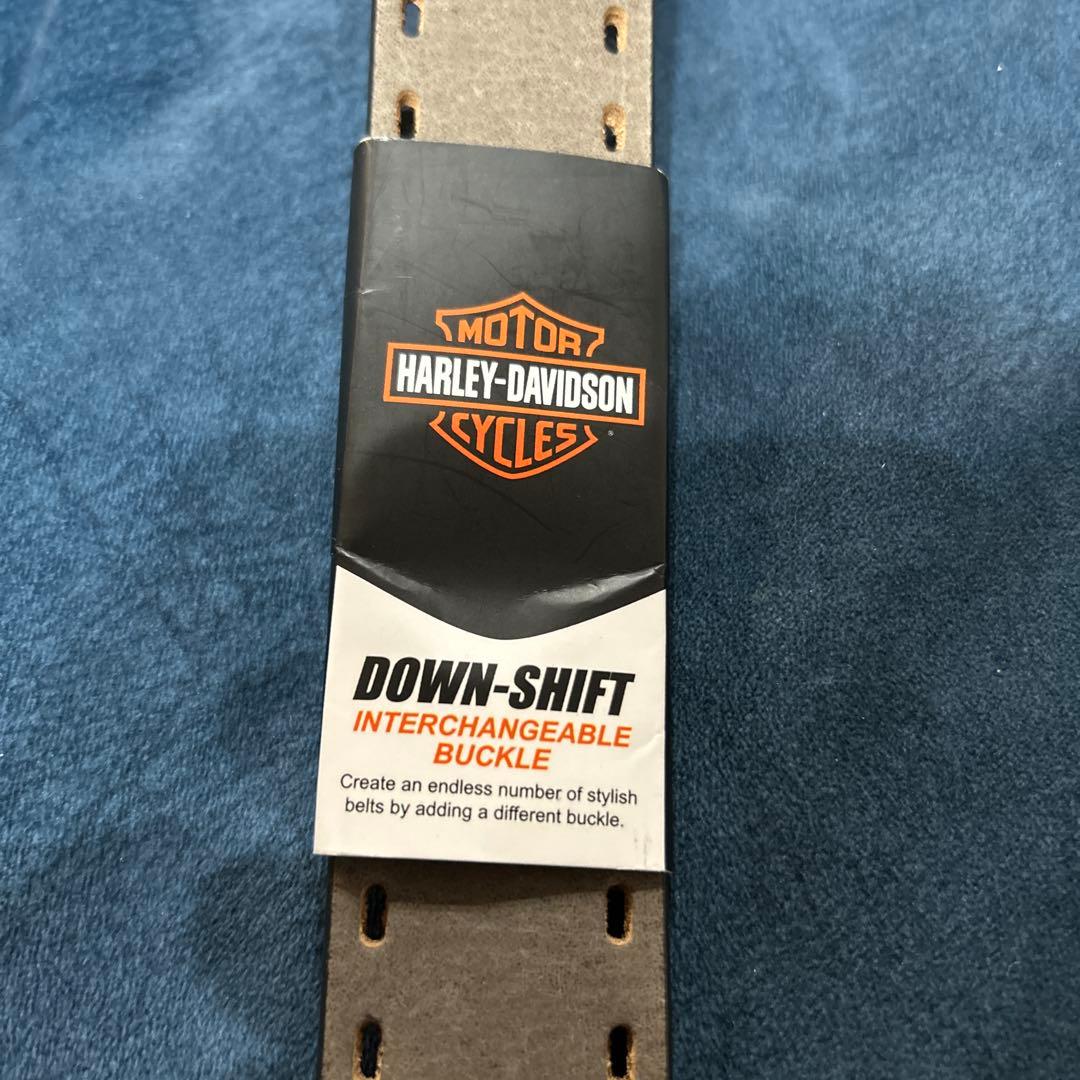 MOTOR
HARLEY-DAVIDSON
CYCLES
®
DOWN-SHIFT
INTERCHANGEABLE
BUCKLE
Create an endless number of stylish
belts by adding a different buckle.